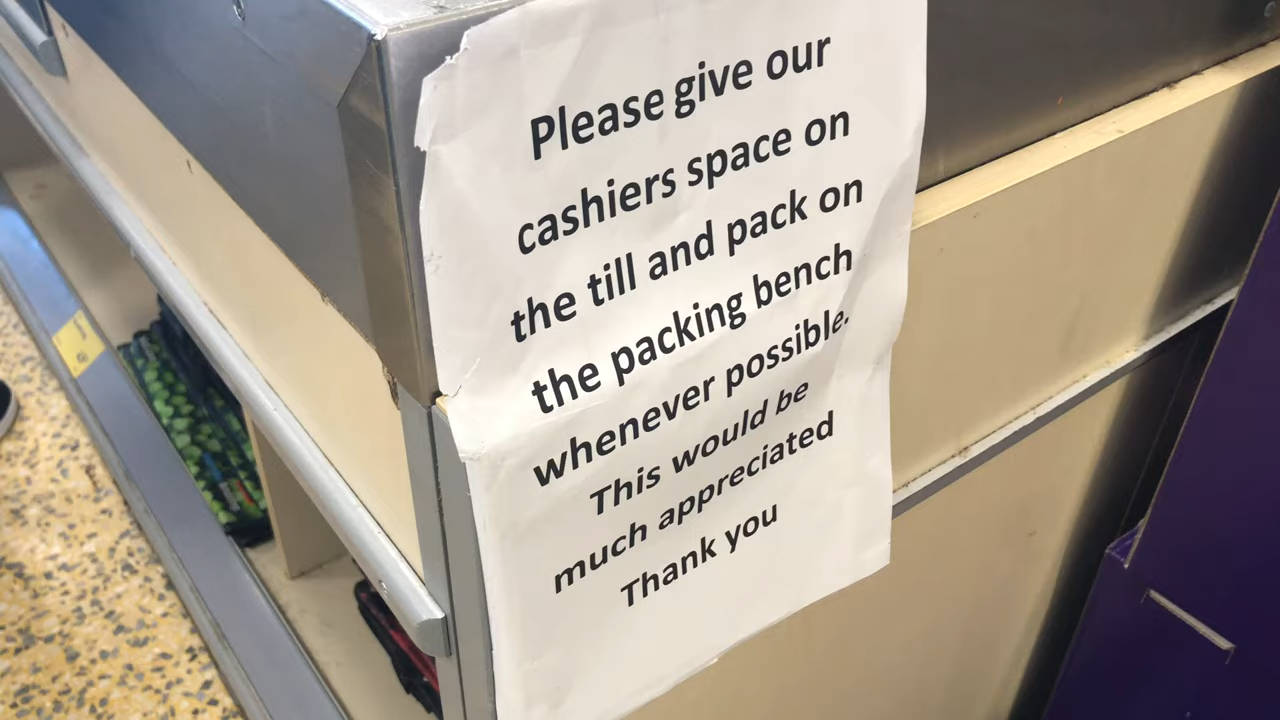 Please give our
cashiers space on
the till and pack on
the packing bench
whenever possible.
This would be
much appreciated
Thank you